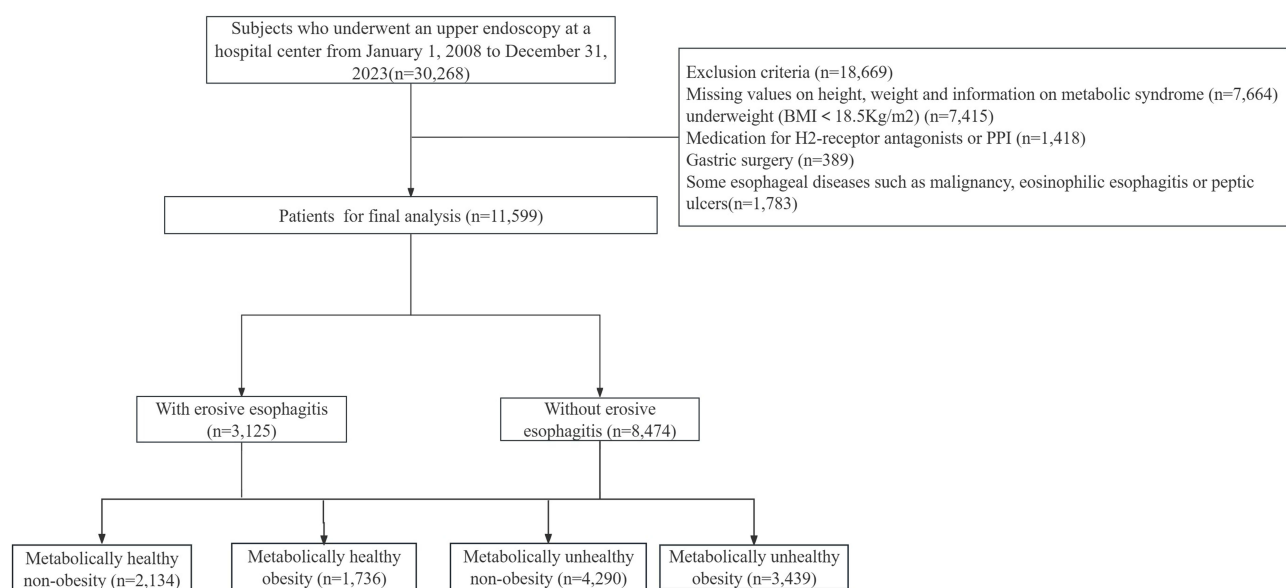 Subjects who underwent an upper endoscopy at a
hospital center from January 1, 2008 to December 31,
2023(n=30,268)
Exclusion criteria (n=18,669)
Missing values on height, weight and information on metabolic syndrome (n=7,664)
underweight (BMI < 18.5Kg/m2) (n=7,415)
Medication for H2-receptor antagonists or PPI (n=1,418)
Gastric surgery (n=389)
Some esophageal diseases such as malignancy, eosinophilic esophagitis or peptic
ulcers(n=1,783)
Patients  for final analysis (n=11,599)
With erosive esophagitis
(n=3,125)
Without erosive
esophagitis (n=8,474)
Metabolically healthy
non-obesity (n=2,134)
Metabolically healthy
obesity (n=1,736)
Metabolically unhealthy
non-obesity (n=4,290)
Metabolically unhealthy
obesity (n=3,439)